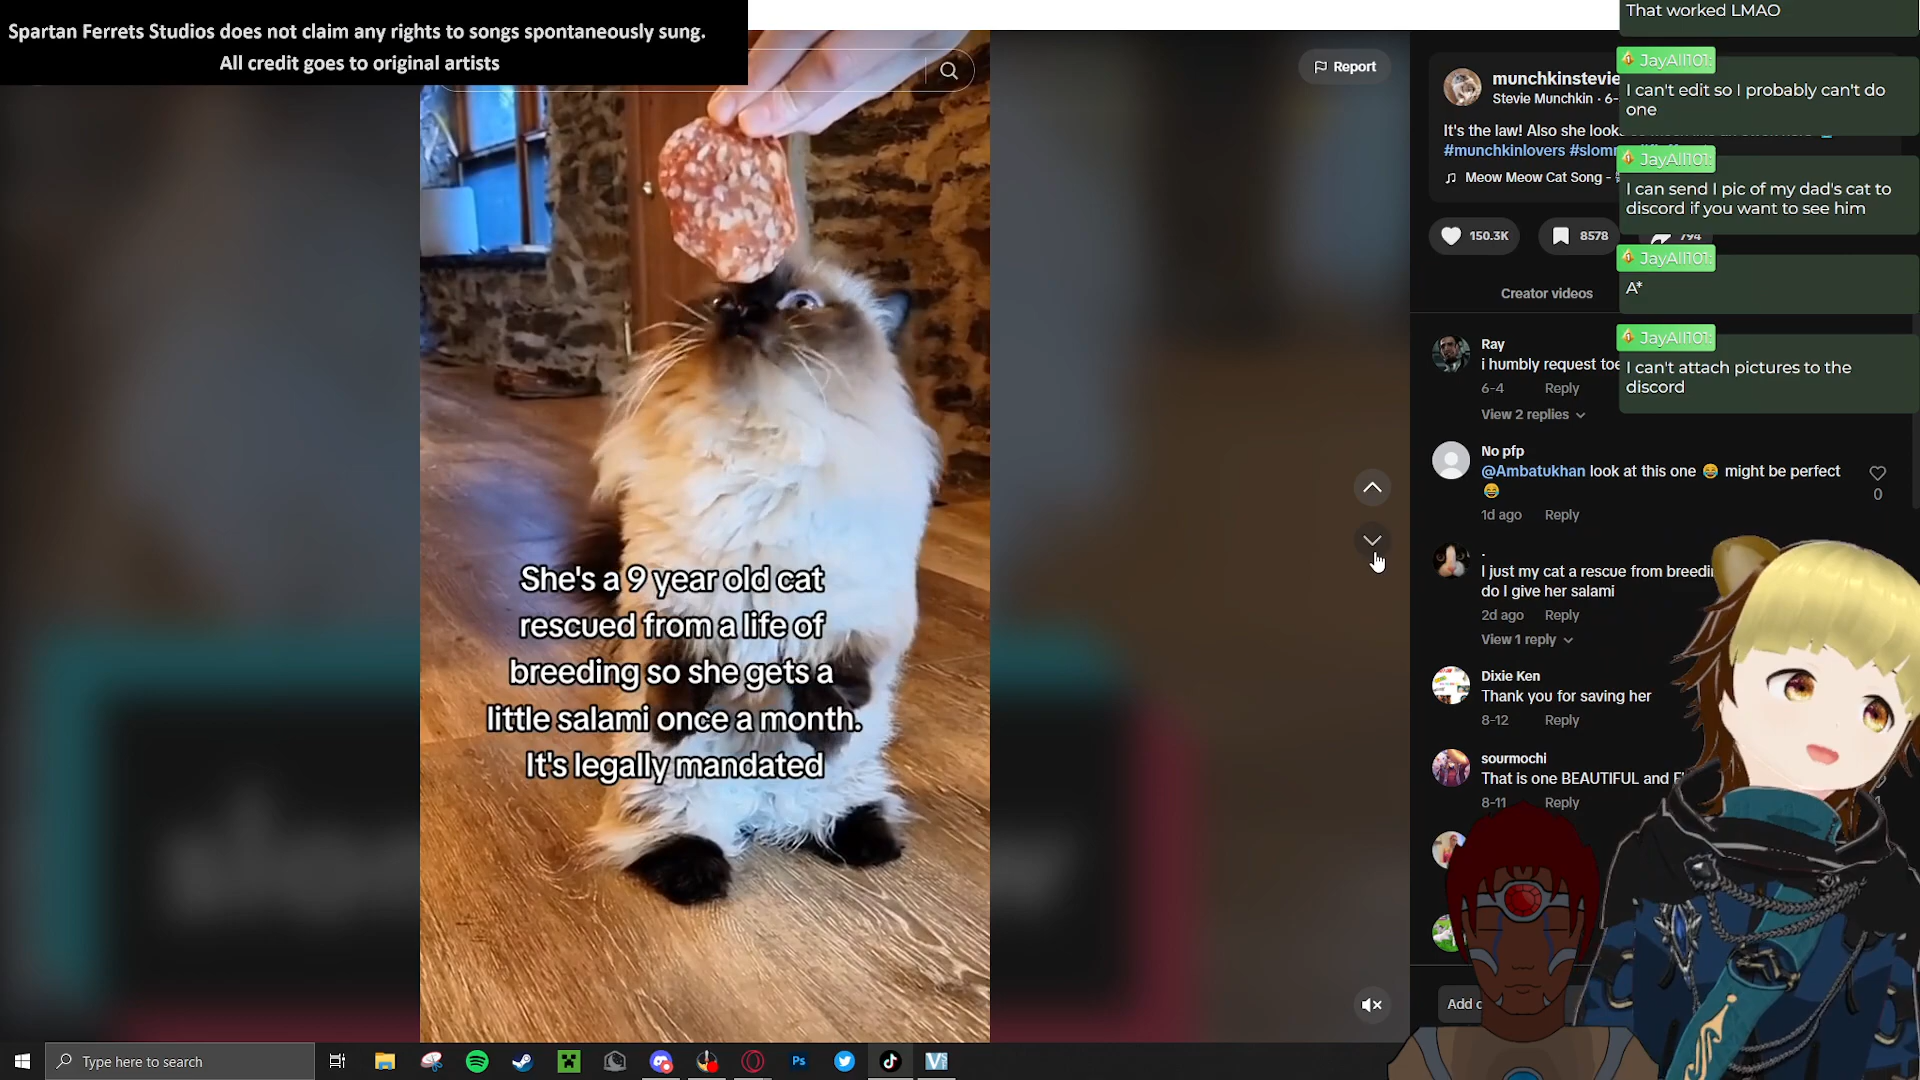 Spartan Ferrets Studios does not claim any rights to songs spontaneously sung.
All credit goes to original artists
Report
munchkinstevie
Stevie Munchkin · 6-
It's the law! Also she look
#munchkinlovers #slomm
Meow Meow Cat Song -
150.3K
8578
794
Creator videos
Ray
i humbly request toe
6-4 Reply
View 2 replies
No pfp
@Ambatukhan look at this one 😂 might be perfect
😂
0
1d ago Reply
.
I just my cat a rescue from breedin
do I give her salami
2d ago Reply
View 1 reply
Dixie Ken
Thank you for saving her
8-12 Reply
sourmochi
That is one BEAUTIFUL and F
8-11 Reply
Add c
That worked LMAO
JayAll101:
I can't edit so I probably can't do
one
JayAll101:
I can send I pic of my dad's cat to
discord if you want to see him
JayAll101:
A*
JayAll101:
I can't attach pictures to the
discord
She's a 9 year old cat
rescued from a life of
breeding so she gets a
little salami once a month.
It's legally mandated
Type here to search
Ps